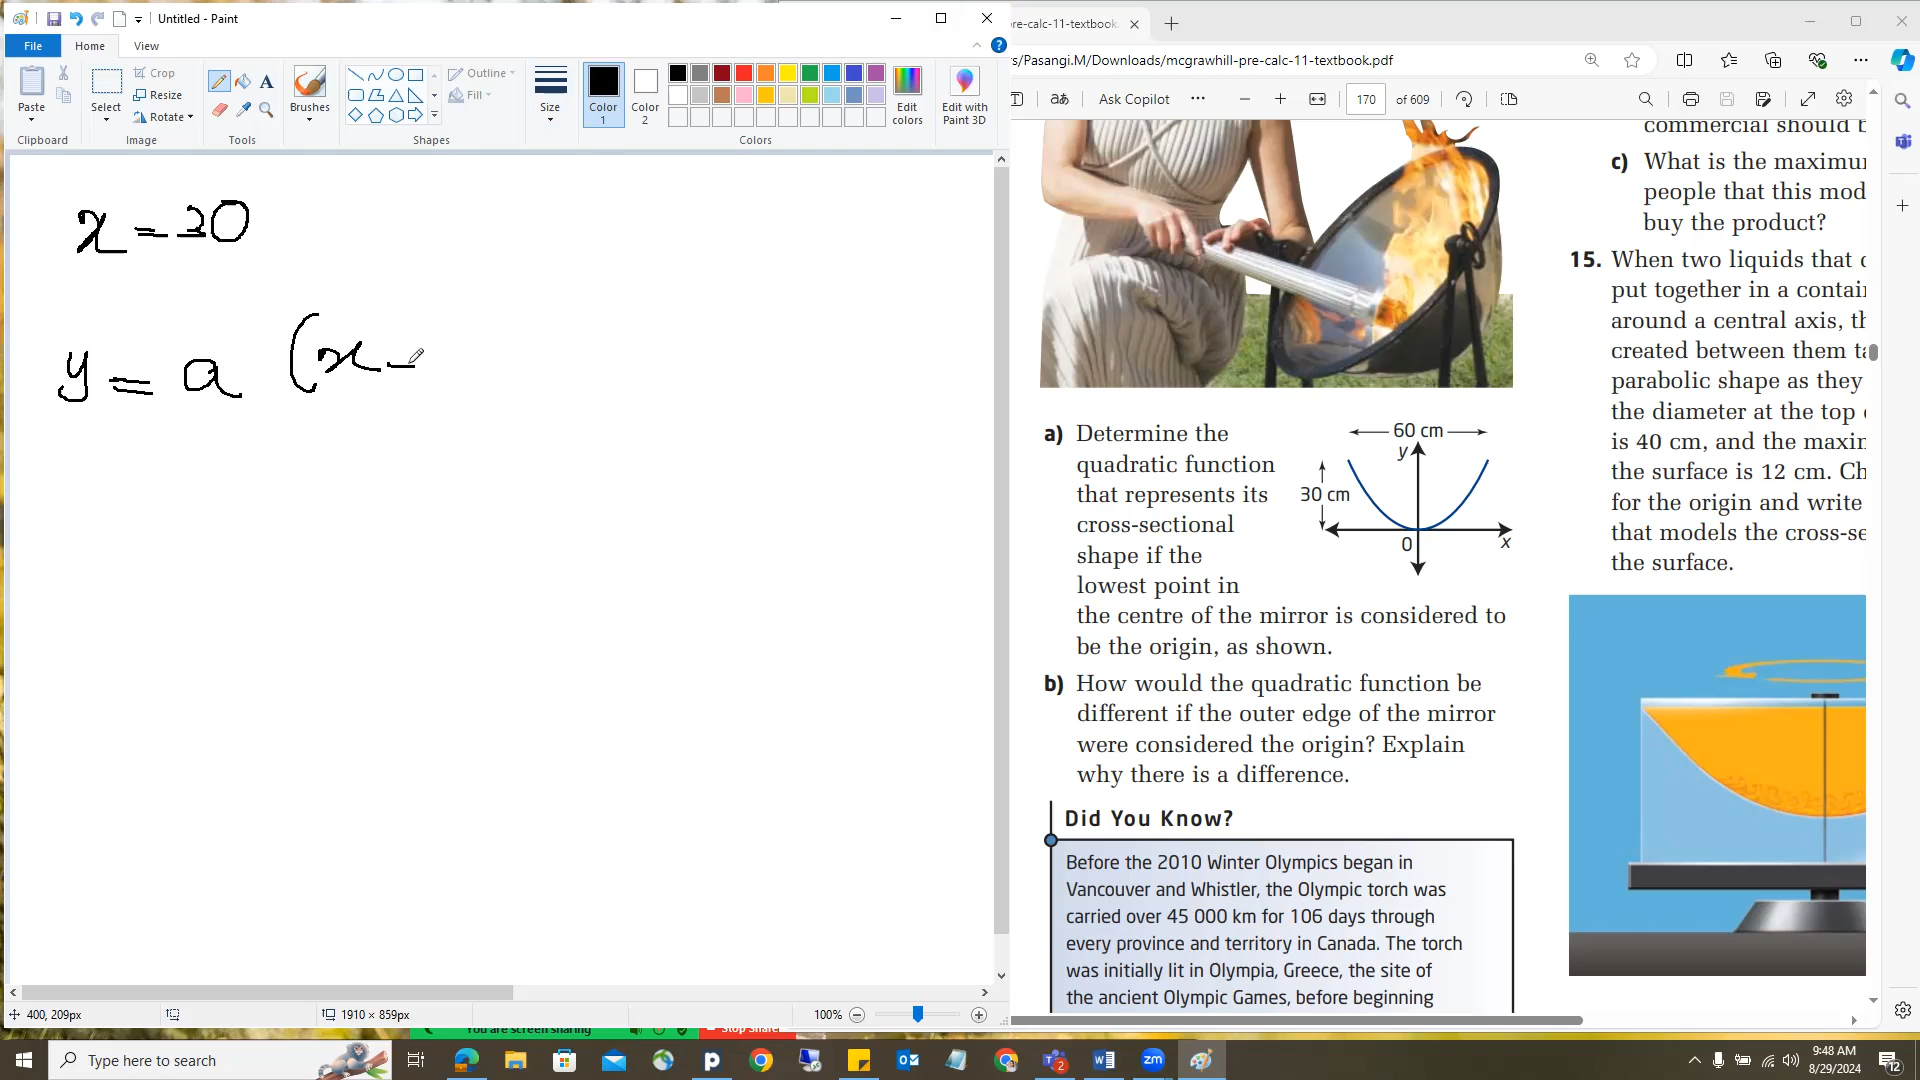 Untitled - Paint
File
Home
View
Paste
Select
Crop
Resize
Rotate
A
Brushes
Outline
Fill
Size
Color 1
Color 2
Edit colors
Edit with Paint 3D
Clipboard
Image
Tools
Shapes
Colors
x = 20
y = a (x -
400, 209px
1910 × 859px
100%
You are screen sharing
Stop Share
re-calc-11-textbook
rs/Pasangi.M/Downloads/mcgrawhill-pre-calc-11-textbook.pdf
Ask Copilot
170 of 609
a) Determine the
quadratic function
that represents its
cross-sectional
shape if the
lowest point in
the centre of the mirror is considered to
be the origin, as shown.
60 cm
y
30 cm
0
x
b) How would the quadratic function be
different if the outer edge of the mirror
were considered the origin? Explain
why there is a difference.
Did You Know?
Before the 2010 Winter Olympics began in
Vancouver and Whistler, the Olympic torch was
carried over 45 000 km for 106 days through
every province and territory in Canada. The torch
was initially lit in Olympia, Greece, the site of
the ancient Olympic Games, before beginning
commercial should b
c) What is the maximu
people that this mod
buy the product?
15. When two liquids that d
put together in a contai
around a central axis, th
created between them ta
parabolic shape as they
the diameter at the top o
is 40 cm, and the maxim
the surface is 12 cm. Ch
for the origin and write
that models the cross-se
the surface.
Type here to search
zm
2
9:48 AM
8/29/2024
12